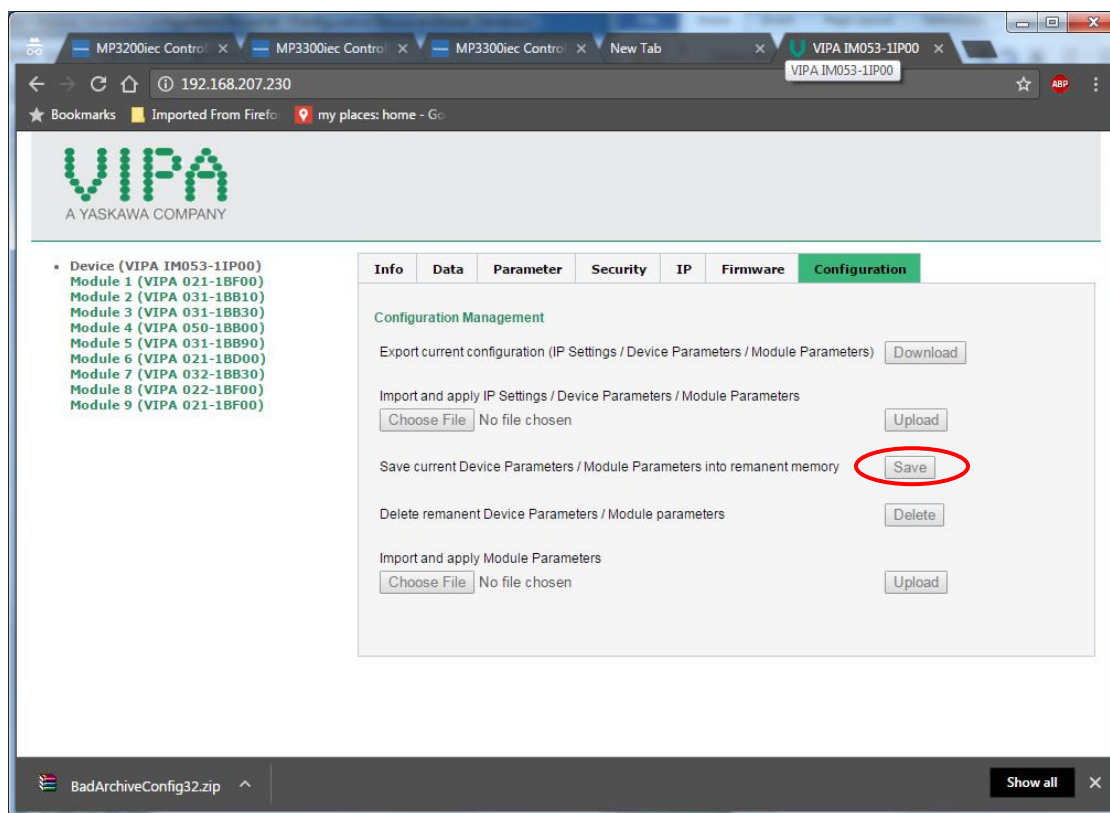 MP3200iec Control
MP3300iec Control
MP3300iec Control
New Tab
VIPA IM053-1IP00
VIPA IM053-1IP00
192.168.207.230
ABP
Bookmarks
Imported From Firefo
my places: home - Go
VIPA
A YASKAWA COMPANY
Device (VIPA IM053-1IP00)
Module 1 (VIPA 021-1BF00)
Module 2 (VIPA 031-1BB10)
Module 3 (VIPA 031-1BB30)
Module 4 (VIPA 050-1BB00)
Module 5 (VIPA 031-1BB90)
Module 6 (VIPA 021-1BD00)
Module 7 (VIPA 032-1BB30)
Module 8 (VIPA 022-1BF00)
Module 9 (VIPA 021-1BF00)
Info Data Parameter Security IP Firmware Configuration
Configuration Management
Export current configuration (IP Settings / Device Parameters / Module Parameters) Download
Import and apply IP Settings / Device Parameters / Module Parameters
Choose File No file chosen Upload
Save current Device Parameters / Module Parameters into remanent memory Save
Delete remanent Device Parameters / Module parameters Delete
Import and apply Module Parameters
Choose File No file chosen Upload
BadArchiveConfig32.zip
Show all